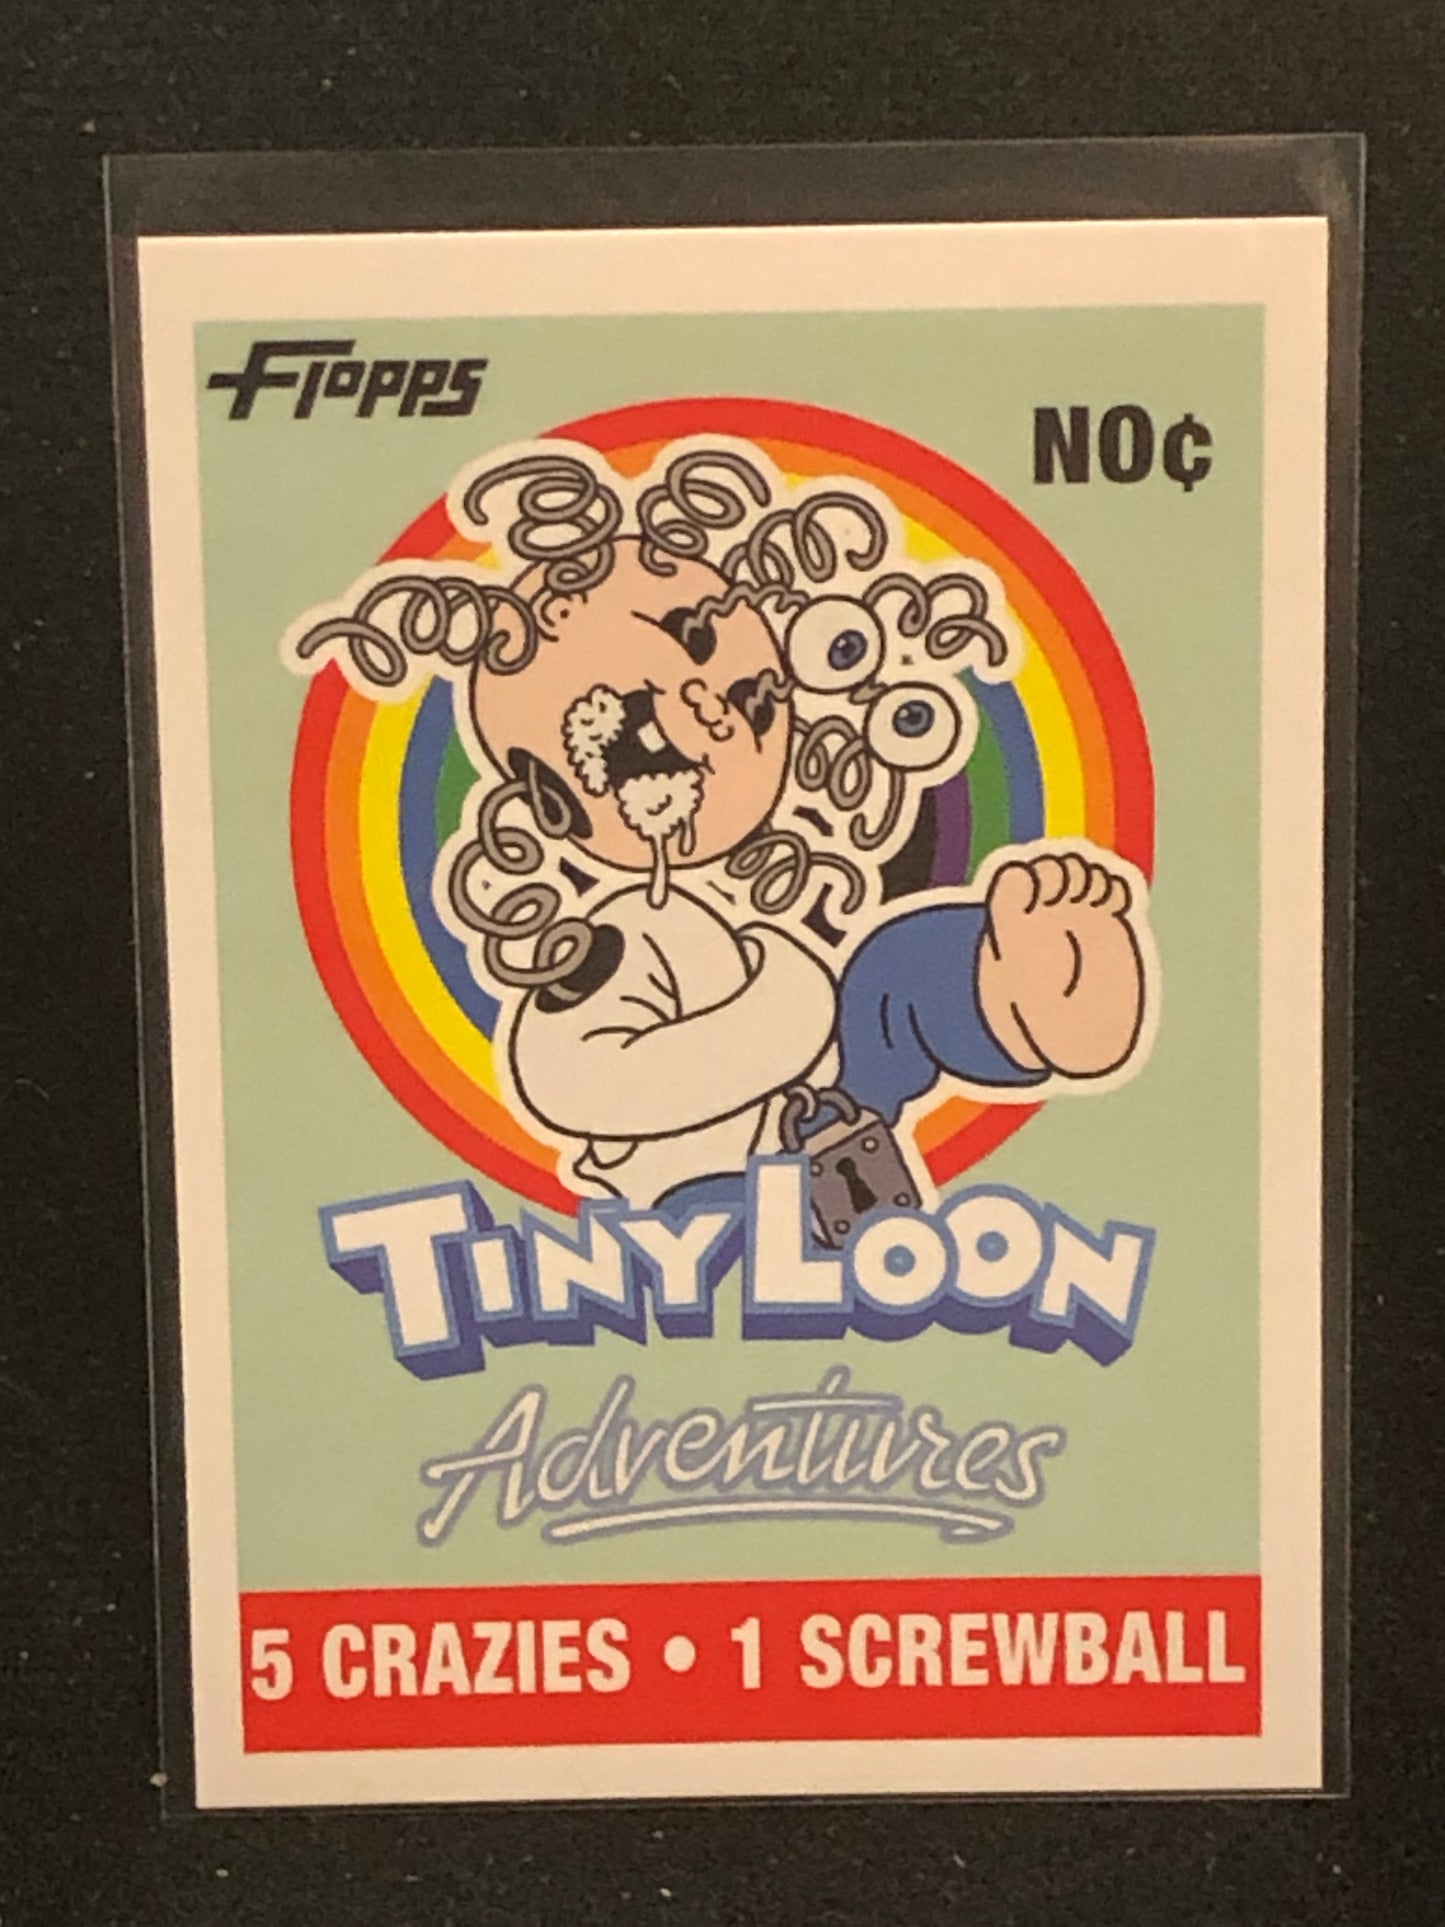 Flopps
NO¢
TINY LOON
Adventures
5 CRAZIES • 1 SCREWBALL